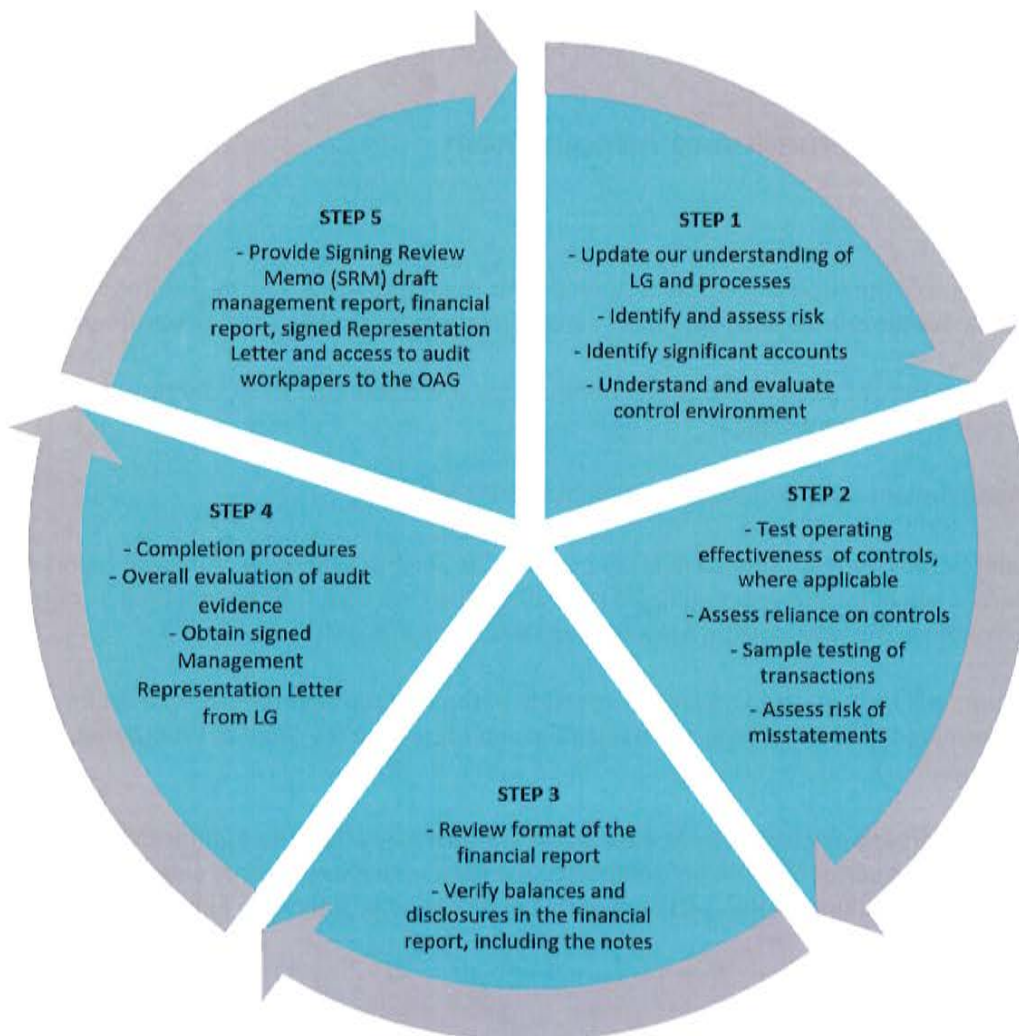 STEP 1
- Update our understanding of
LG and processes
- Identify and assess risk
- Identify significant accounts
- Understand and evaluate
control environment
STEP 2
- Test operating
effectiveness of controls,
where applicable
- Assess reliance on controls
- Sample testing of
transactions
- Assess risk of
misstatements
STEP 3
- Review format of the
financial report
- Verify balances and
disclosures in the financial
report, including the notes
STEP 4
- Completion procedures
- Overall evaluation of audit
evidence
- Obtain signed
Management
Representation Letter
from LG
STEP 5
- Provide Signing Review
Memo (SRM) draft
management report, financial
report, signed Representation
Letter and access to audit
workpapers to the OAG